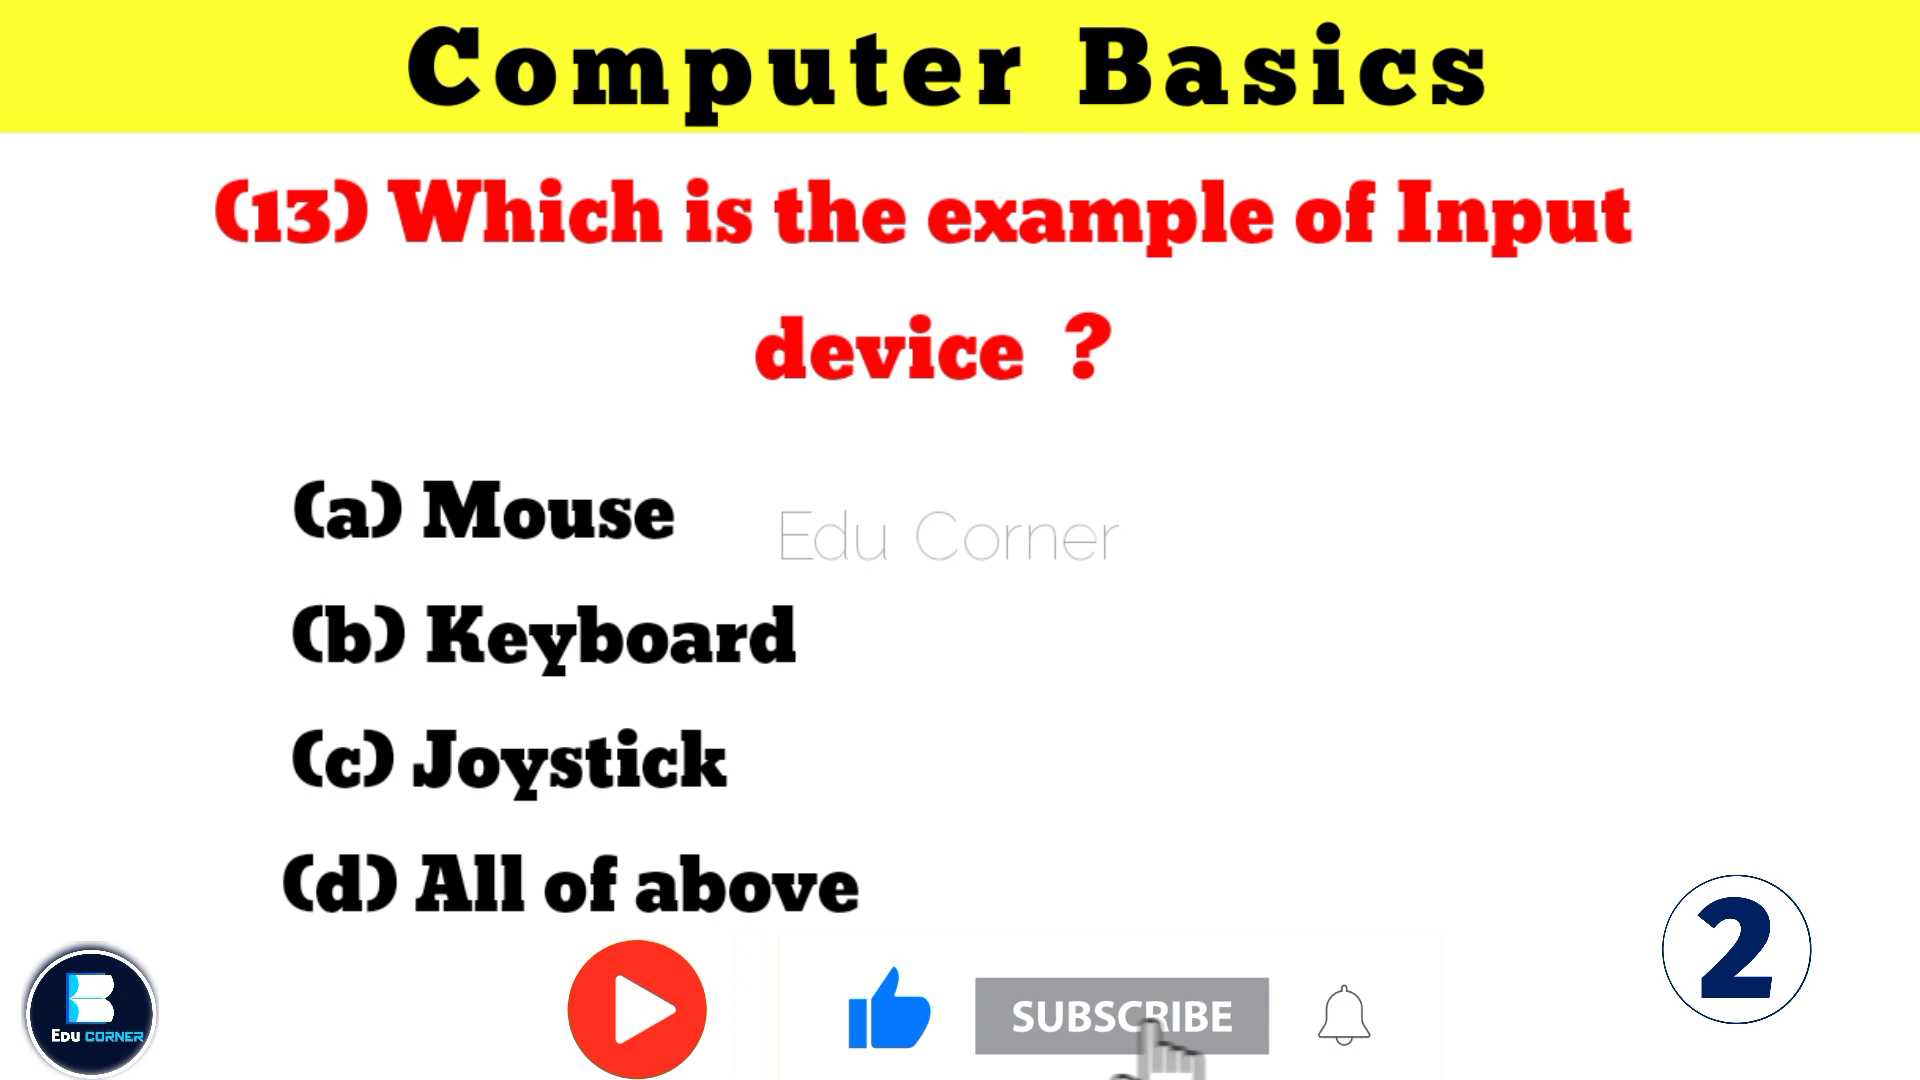 Computer Basics
(13) Which is the example of Input
device ?
(a) Mouse
Edu Corner
(b) Keyboard
(c) Joystick
(d) All of above
2
EDU CORNER
SUBSCRIBE